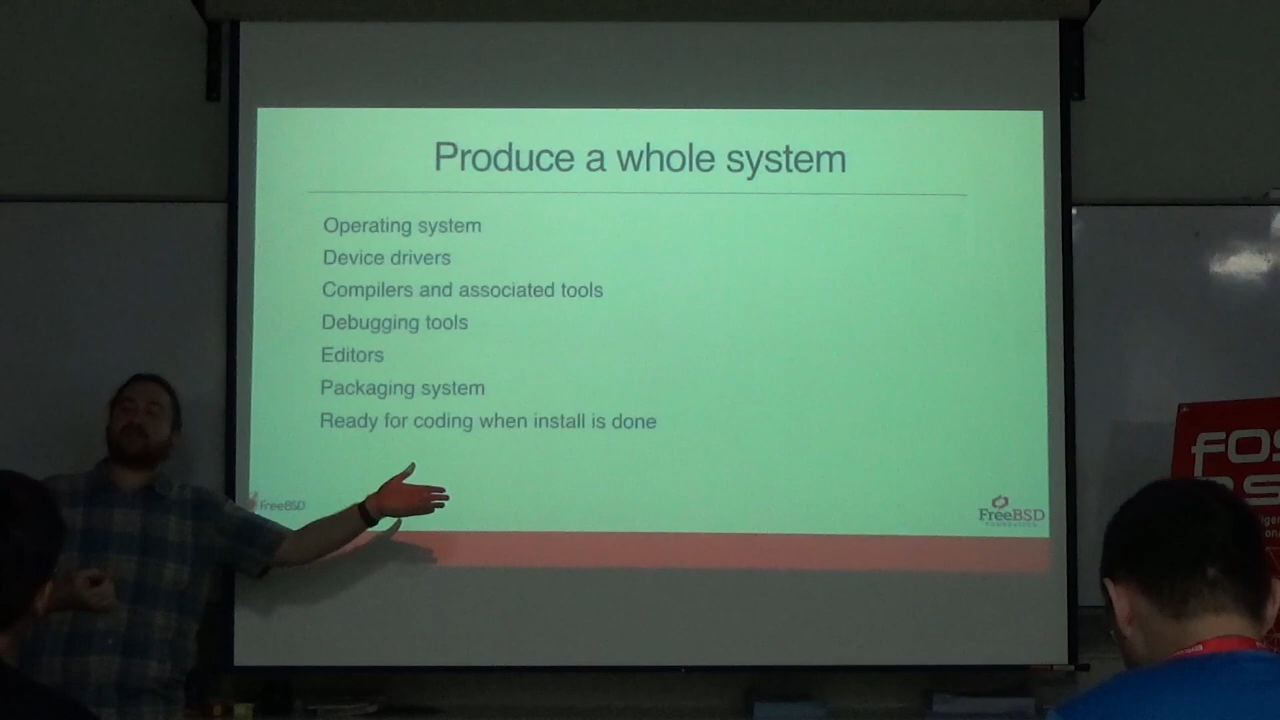 Produce a whole system
Operating system
Device drivers
Compilers and associated tools
Debugging tools
Editors
Packaging system
Ready for coding when install is done
FreeBSD
FreeBSD
FOUNDATION